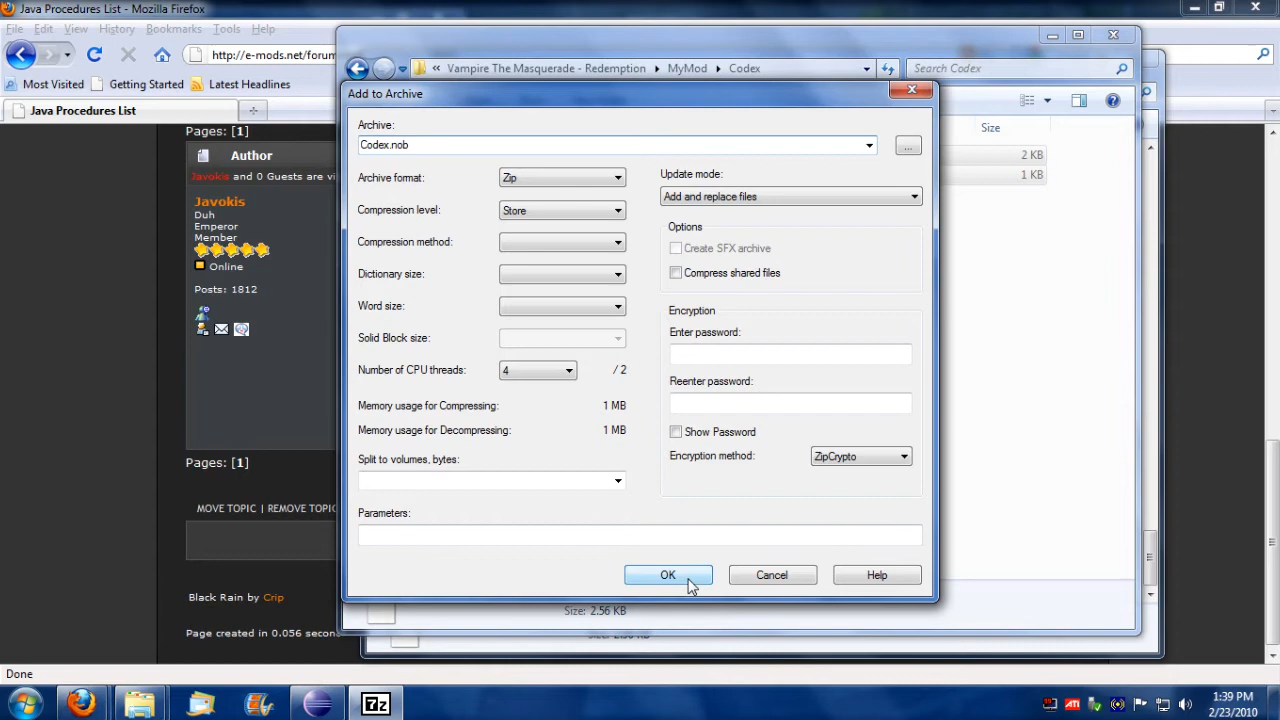 Java Procedures List - Mozilla Firefox
File Edit View History Bookmarks Tools Help
http://e-mods.net/forum
Most Visited Getting Started Latest Headlines
Java Procedures List
Pages: [1]
Author
Javokis and 0 Guests are vi
Javokis
Duh
Emperor
Member
Online
Posts: 1812
Pages: [1]
MOVE TOPIC | REMOVE TOPIC
Black Rain by Crip
Page created in 0.056 second
Done
« Vampire The Masquerade - Redemption MyMod Codex
Search Codex
Size
2 KB
1 KB
Add to Archive
Archive:
Codex.nob
...
Archive format: Zip
Compression level: Store
Compression method:
Dictionary size:
Word size:
Solid Block size:
Number of CPU threads: 4 / 2
Memory usage for Compressing: 1 MB
Memory usage for Decompressing: 1 MB
Split to volumes, bytes:
Parameters:
Update mode:
Add and replace files
Options
Create SFX archive
Compress shared files
Encryption
Enter password:
Reenter password:
Show Password
Encryption method: ZipCrypto
OK Cancel Help
Size: 2.56 KB
7z
ATI
1:39 PM
2/23/2010